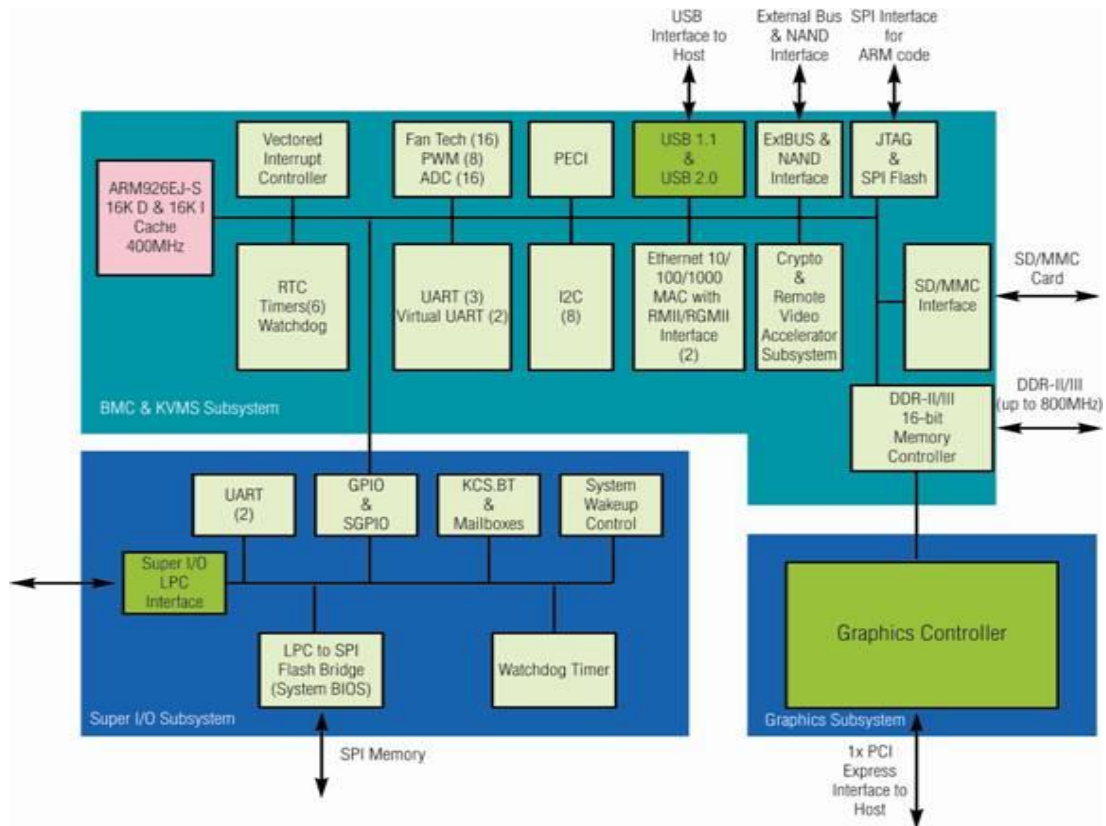 USB
Interface to
Host
External Bus
& NAND
Interface
SPI Interface
for
ARM code
ARM926EJ-S
16K D & 16K I
Cache
400MHz
Vectored
Interrupt
Controller
Fan Tech (16)
PWM (8)
ADC (16)
PECI
USB 1.1
&
USB 2.0
ExtBUS &
NAND
Interface
JTAG
&
SPI Flash
RTC
Timers(6)
Watchdog
UART (3)
Virtual UART (2)
I2C
(8)
Ethernet 10/
100/1000
MAC with
RMII/RGMII
Interface
(2)
Crypto
&
Remote
Video
Accelerator
Subsystem
SD/MMC
Interface
SD/MMC
Card
BMC & KVMS Subsystem
DDR-II/III
16-bit
Memory
Controller
DDR-II/III
(up to 800MHz)
UART
(2)
GPIO
&
SGPIO
KCS.BT
&
Mailboxes
System
Wakeup
Control
Super I/O
LPC
Interface
LPC to SPI
Flash Bridge
(System BIOS)
Watchdog Timer
Super I/O Subsystem
SPI Memory
Graphics Controller
Graphics Subsystem
1x PCI
Express
Interface to
Host